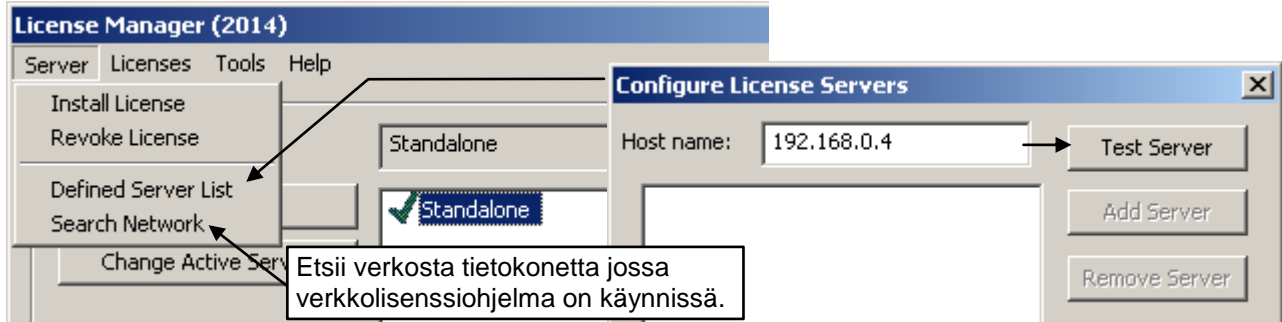 License Manager (2014)
Server Licenses Tools Help
Install License
Revoke License
Defined Server List
Search Network
Standalone
Standalone
Change Active Ser
Etsii verkosta tietokonetta jossa
verkkolisenssiohjelma on käynnissä.
Configure License Servers
Host name: 192.168.0.4 Test Server
Add Server
Remove Server